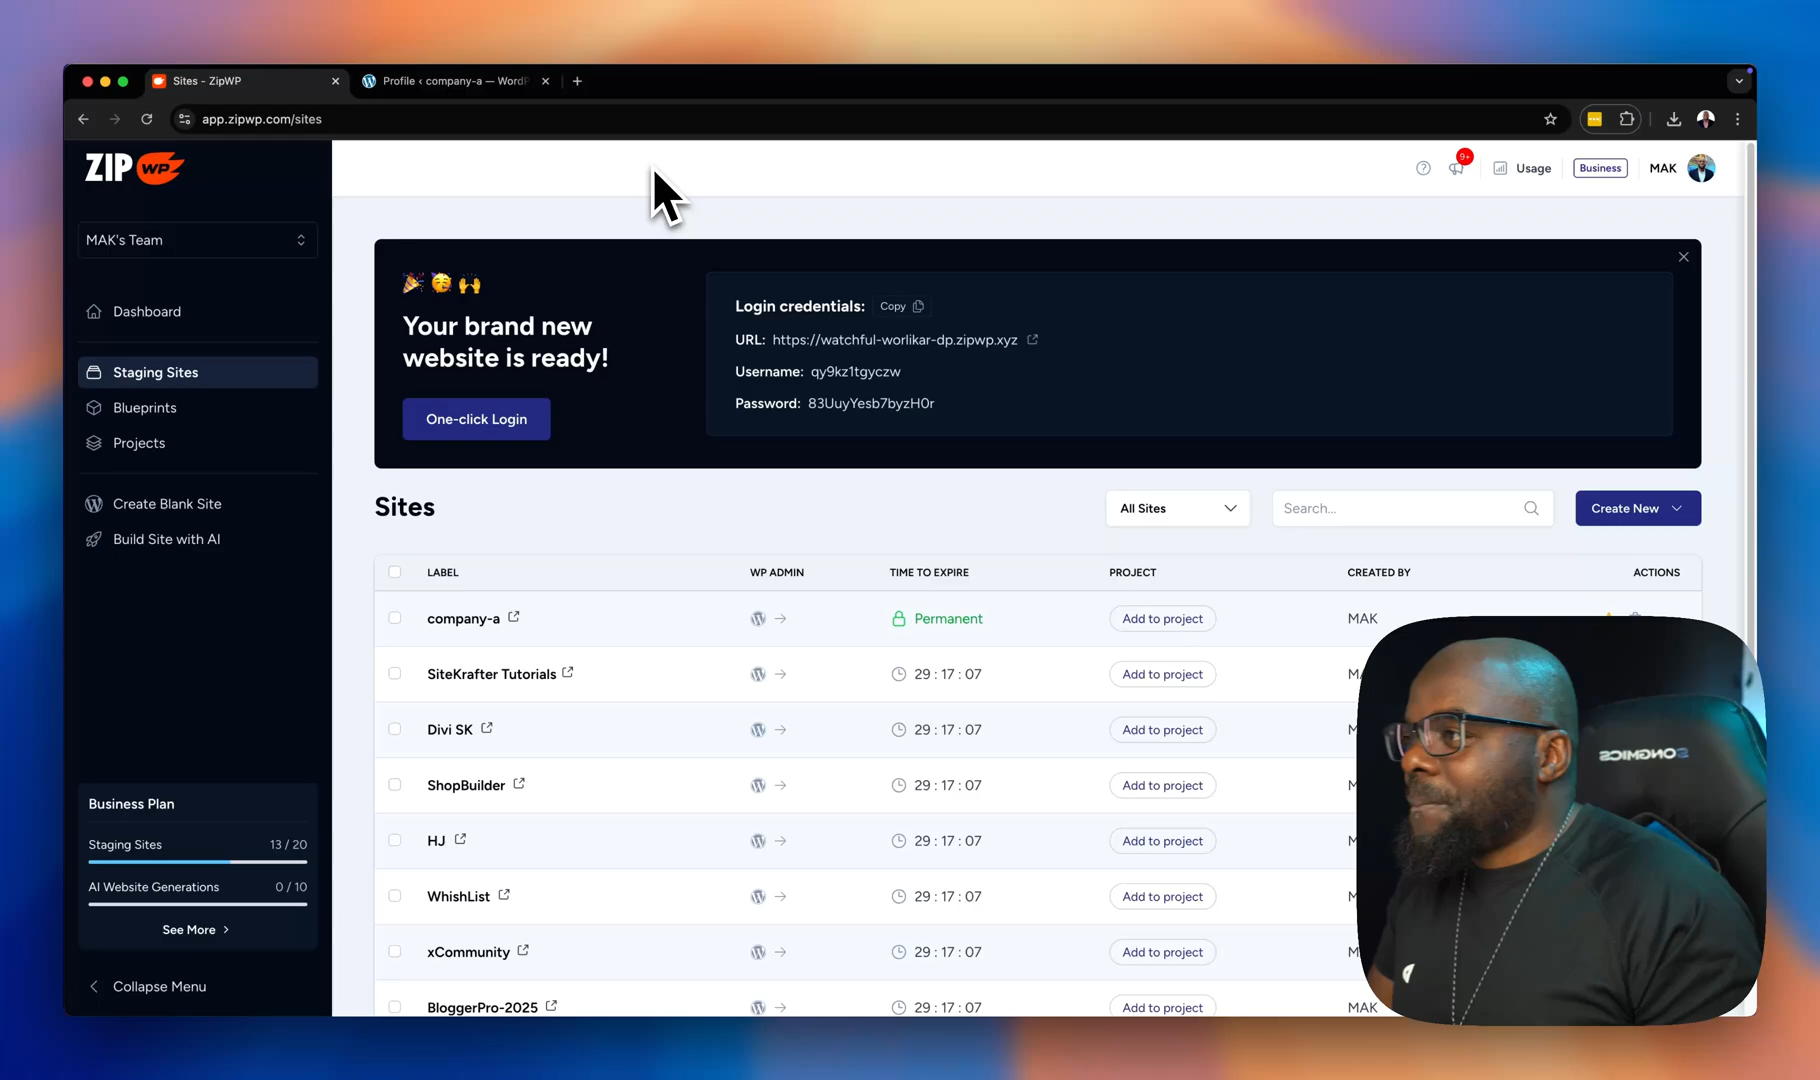 Sites - ZipWP
Profile ‹ company-a — WordP
app.zipwp.com/sites
ZIP WP
9+
Usage
Business
MAK
MAK's Team
Dashboard
Staging Sites
Blueprints
Projects
Create Blank Site
Build Site with AI
Business Plan
Staging Sites 13 / 20
AI Website Generations 0 / 10
See More
Collapse Menu
Your brand new
website is ready!
One-click Login
Login credentials: Copy
URL: https://watchful-worlikar-dp.zipwp.xyz
Username: qy9kz1tgyczw
Password: 83UuyYesb7byzH0r
Sites
All Sites
Search...
Create New
LABEL WP ADMIN TIME TO EXPIRE PROJECT CREATED BY ACTIONS
company-a Permanent Add to project MAK
SiteKrafter Tutorials 29 : 17 : 07 Add to project
Divi SK 29 : 17 : 07 Add to project
ShopBuilder 29 : 17 : 07 Add to project
HJ 29 : 17 : 07 Add to project
WhishList 29 : 17 : 07 Add to project
xCommunity 29 : 17 : 07 Add to project
BloggerPro-2025 29 : 17 : 07 Add to project MAK